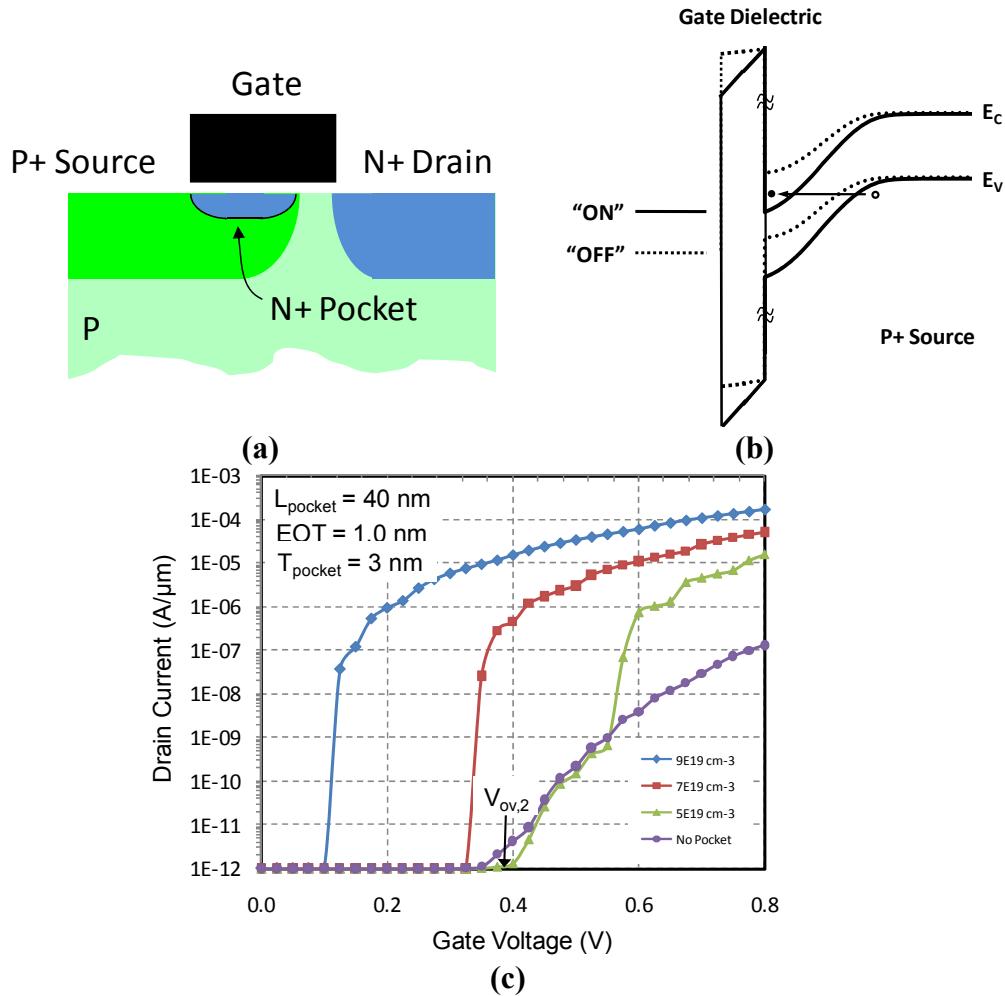 Gate
P+ Source
N+ Drain
N+ Pocket
P
(a)
Gate Dielectric
E_C
E_V
"ON"
"OFF"
P+ Source
(b)
Drain Current (A/µm)
1E-03
1E-04
1E-05
1E-06
1E-07
1E-08
1E-09
1E-10
1E-11
1E-12
L_pocket = 40 nm
EOT = 1.0 nm
T_pocket = 3 nm
V_ov,2
9E19 cm-3
7E19 cm-3
5E19 cm-3
No Pocket
0.0 0.2 0.4 0.6 0.8
Gate Voltage (V)
(c)